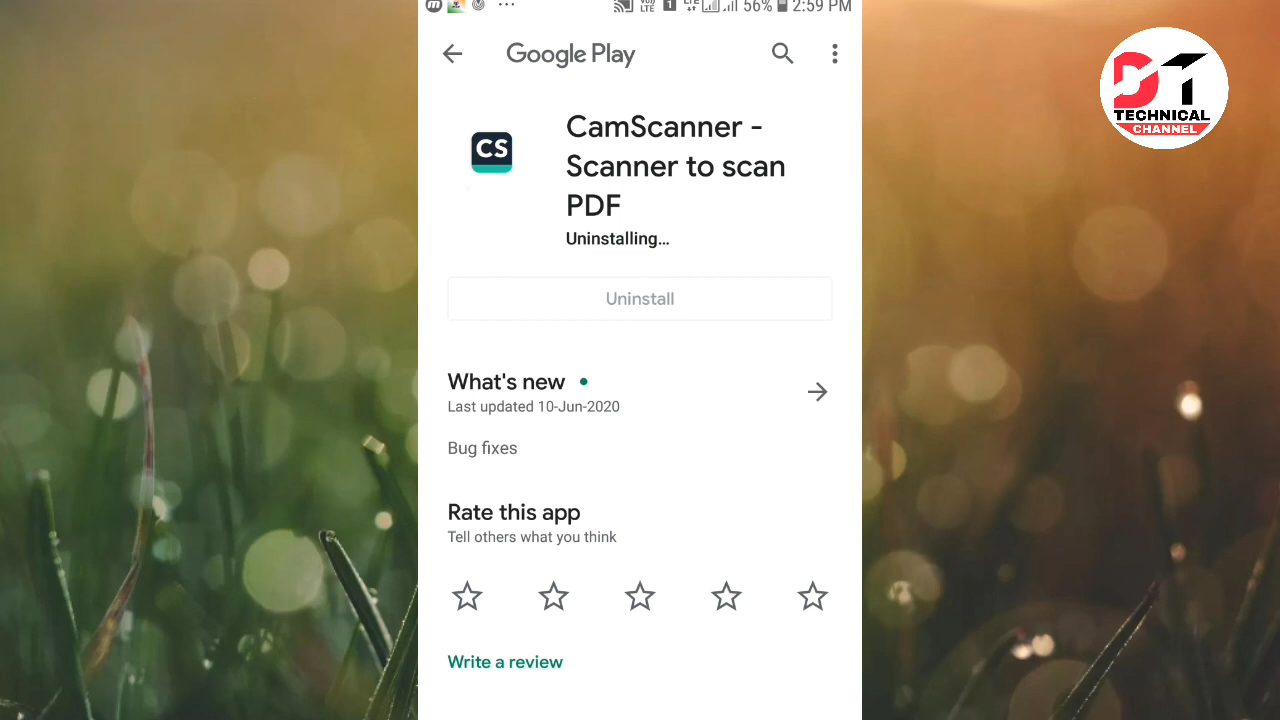 56% 2:59 PM
Google Play
CS
CamScanner -
Scanner to scan
PDF
Uninstalling...
Uninstall
What's new
Last updated 10-Jun-2020
Bug fixes
Rate this app
Tell others what you think
Write a review
DT
TECHNICAL
CHANNEL